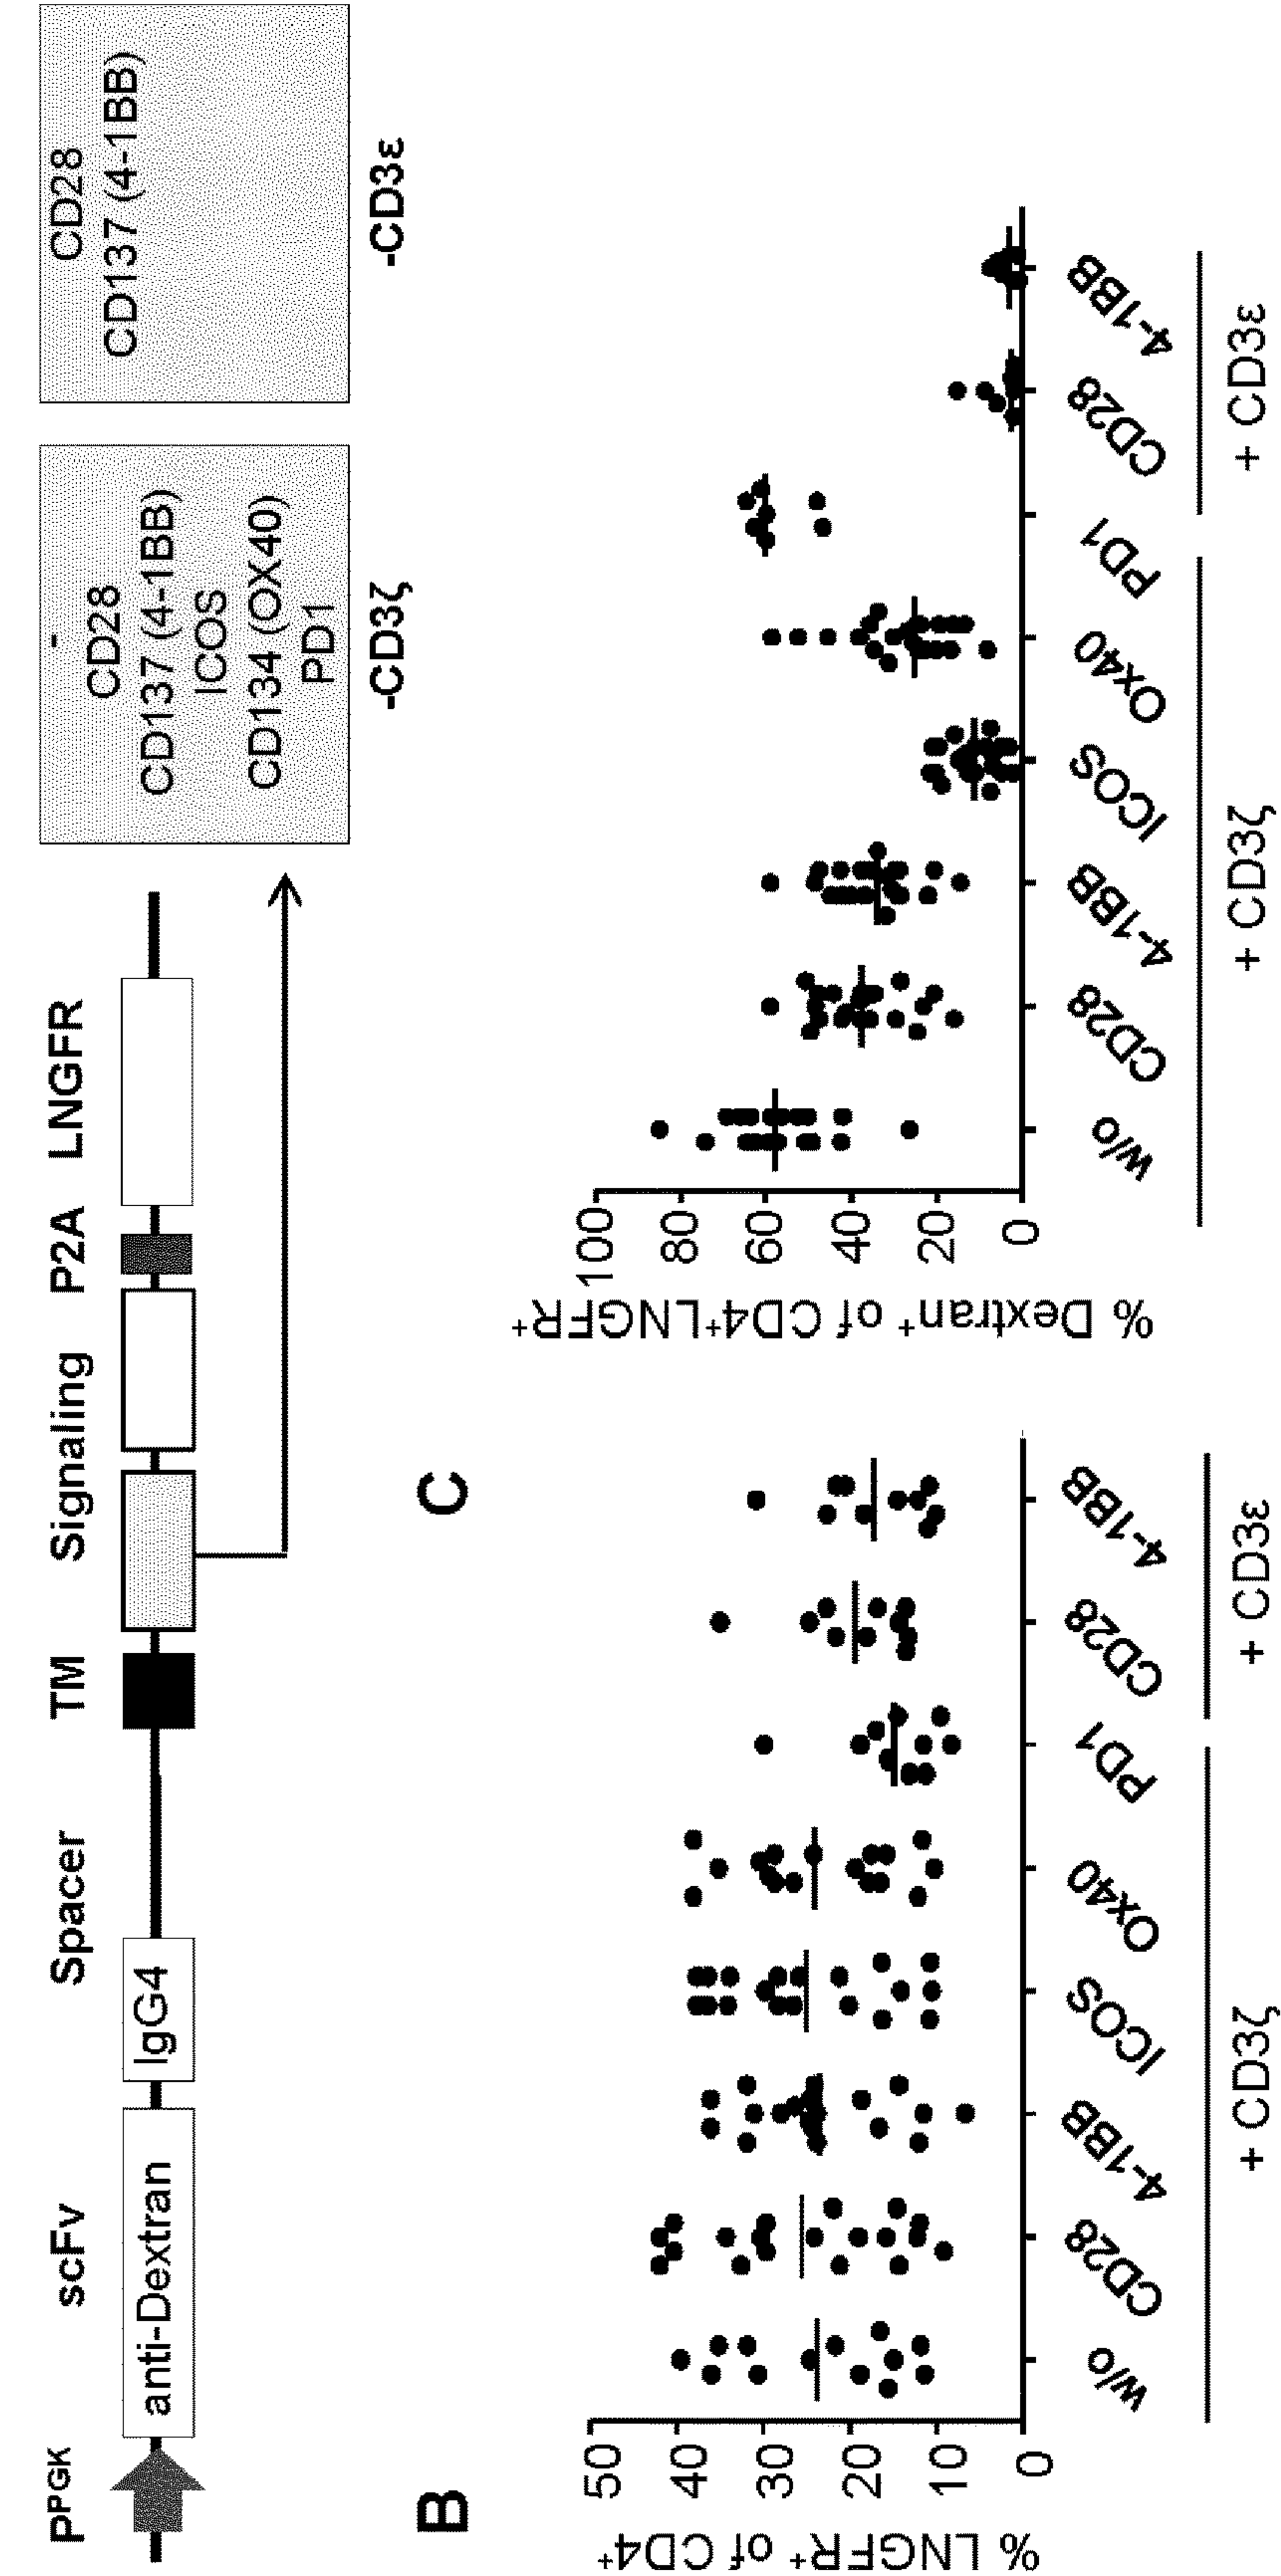 pPGK scFv Spacer TM Signaling P2A LNGFR
anti-Dextran IgG4
-
CD28
CD137 (4-1BB)
ICOS
CD134 (OX40)
PD1
-CD3ζ
CD28
CD137 (4-1BB)
-CD3ε
B
% LNGFR+ of CD4+
50
40
30
20
10
0
w/o CD28 4-1BB ICOS Ox40 PD1 CD28 4-1BB
+ CD3ζ + CD3ε
C
% Dextran+ of CD4+LNGFR+
100
80
60
40
20
0
w/o CD28 4-1BB ICOS Ox40 PD1 CD28 4-1BB
+ CD3ζ + CD3ε